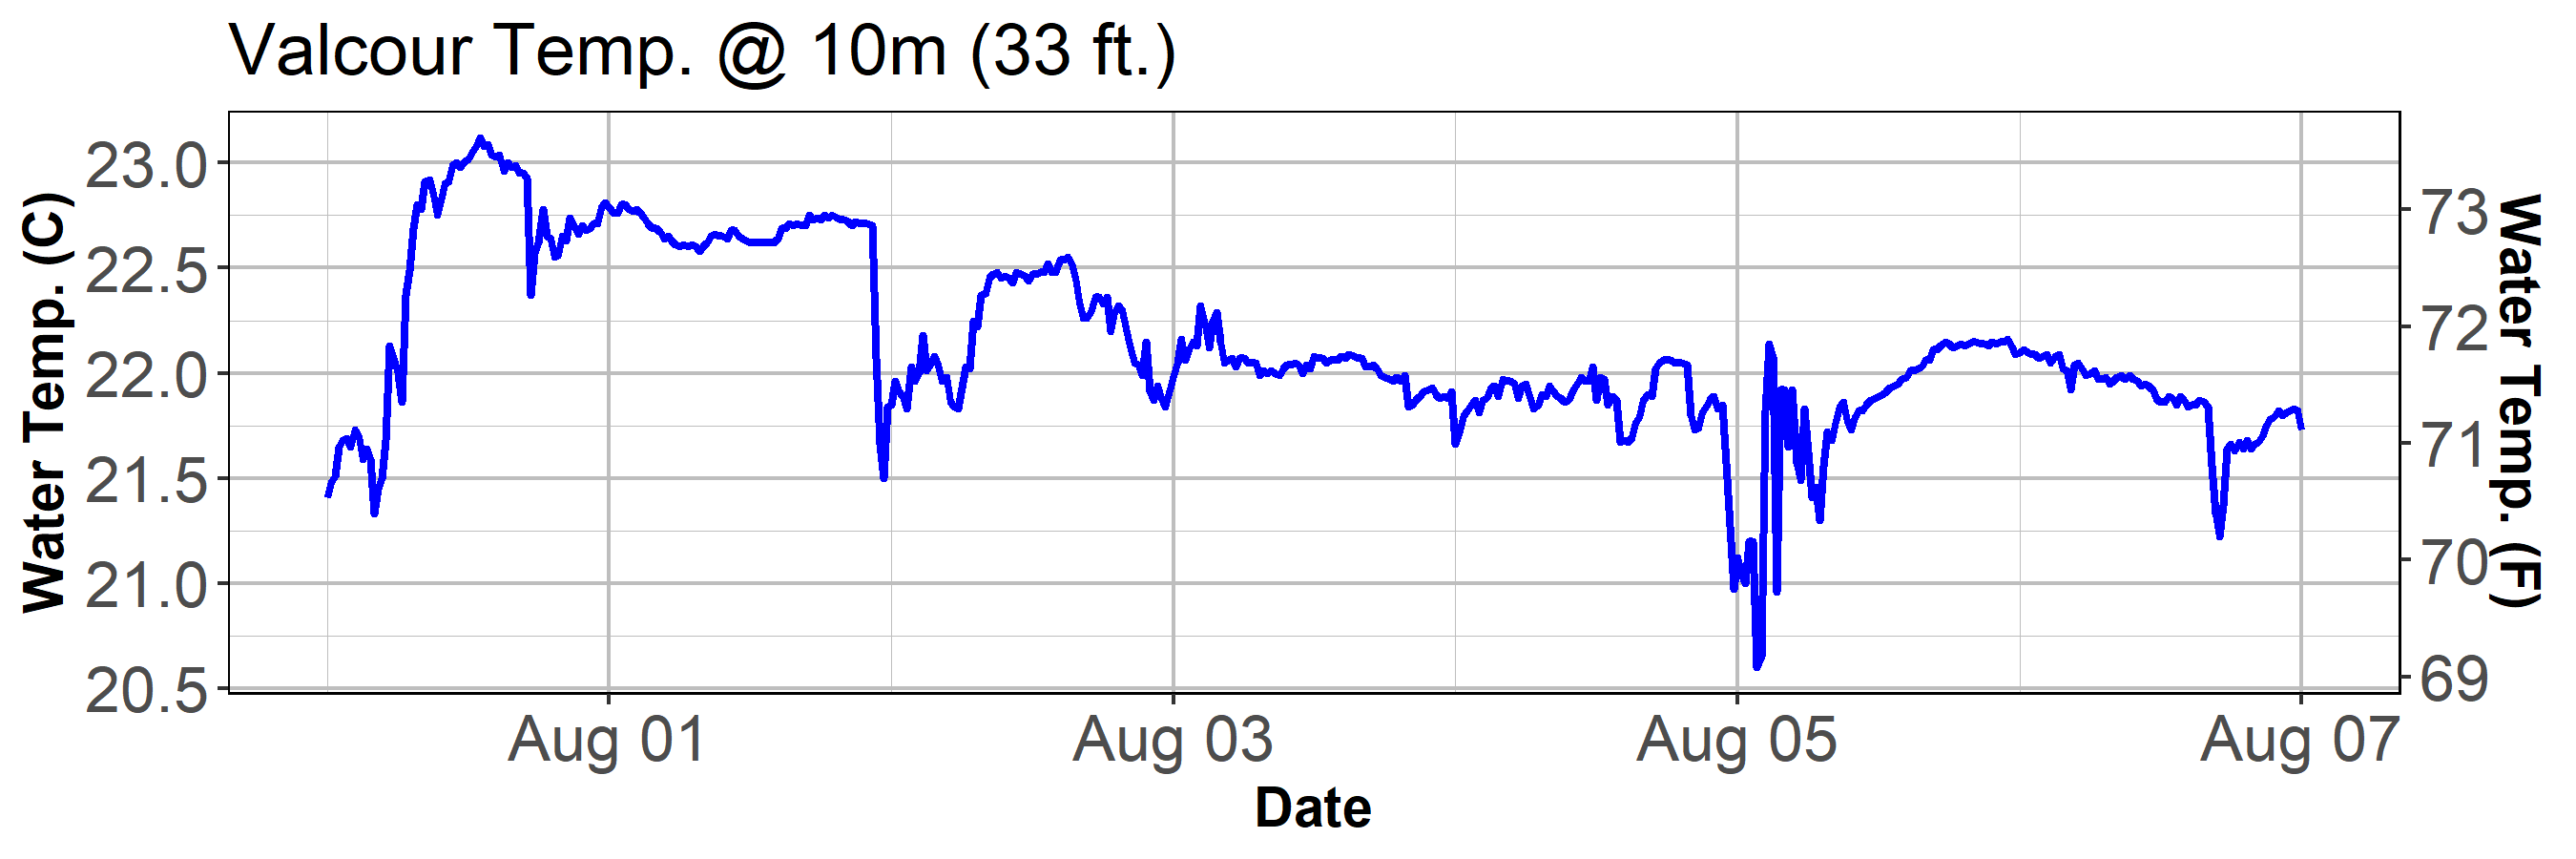 Valcour Temp. @ 10m (33 ft.)
Water Temp. (C)
23.0
22.5
22.0
21.5
21.0
20.5
73
72
71
70
69
Water Temp. (F)
Aug 01 Aug 03 Aug 05 Aug 07
Date